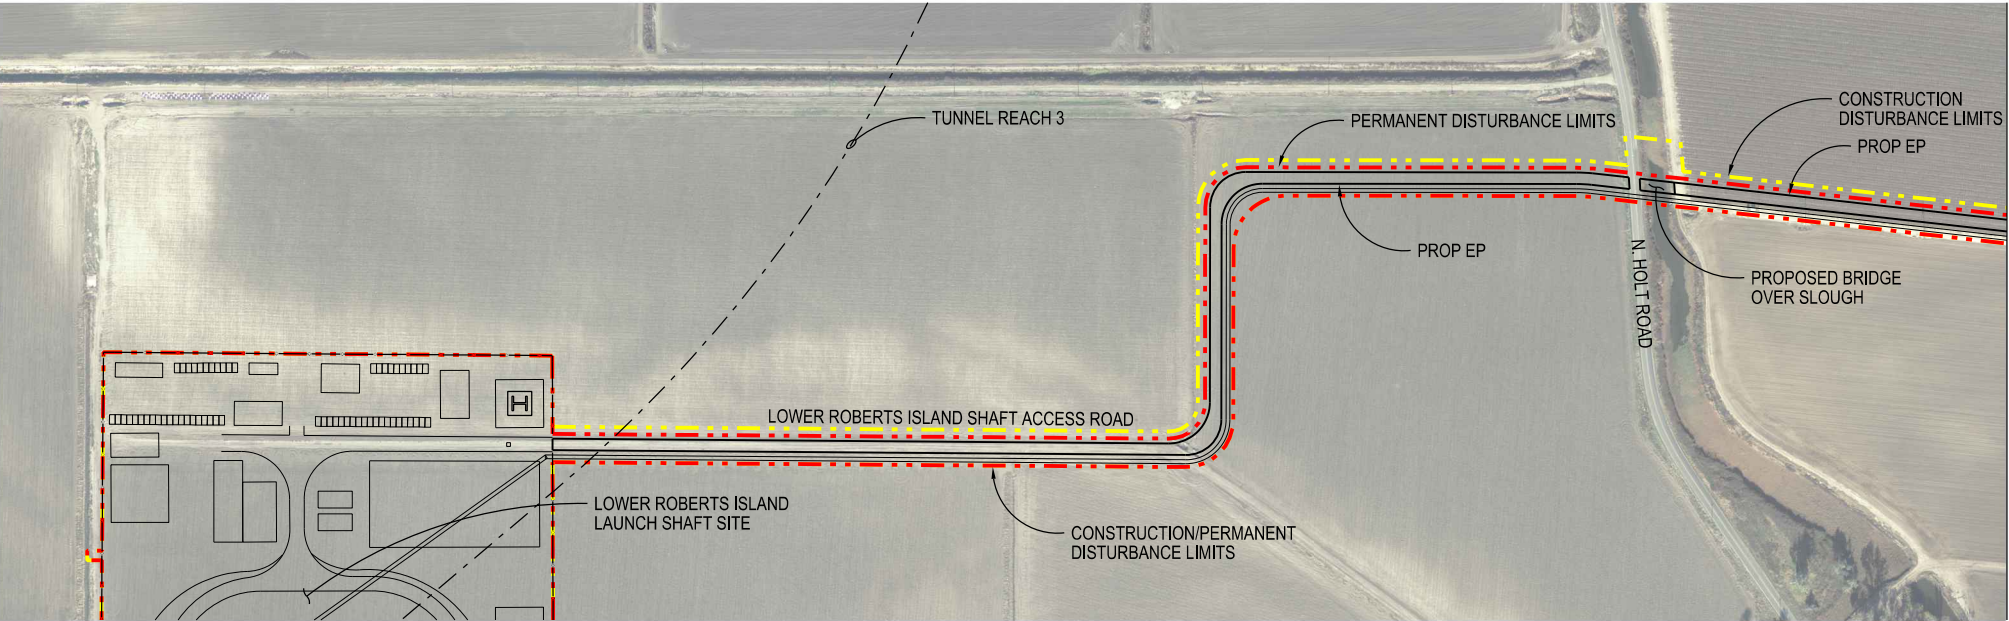 TUNNEL REACH 3
PERMANENT DISTURBANCE LIMITS
CONSTRUCTION
DISTURBANCE LIMITS
PROP EP
PROP EP
N. HOLT ROAD
PROPOSED BRIDGE
OVER SLOUGH
H
LOWER ROBERTS ISLAND SHAFT ACCESS ROAD
LOWER ROBERTS ISLAND
LAUNCH SHAFT SITE
CONSTRUCTION/PERMANENT
DISTURBANCE LIMITS